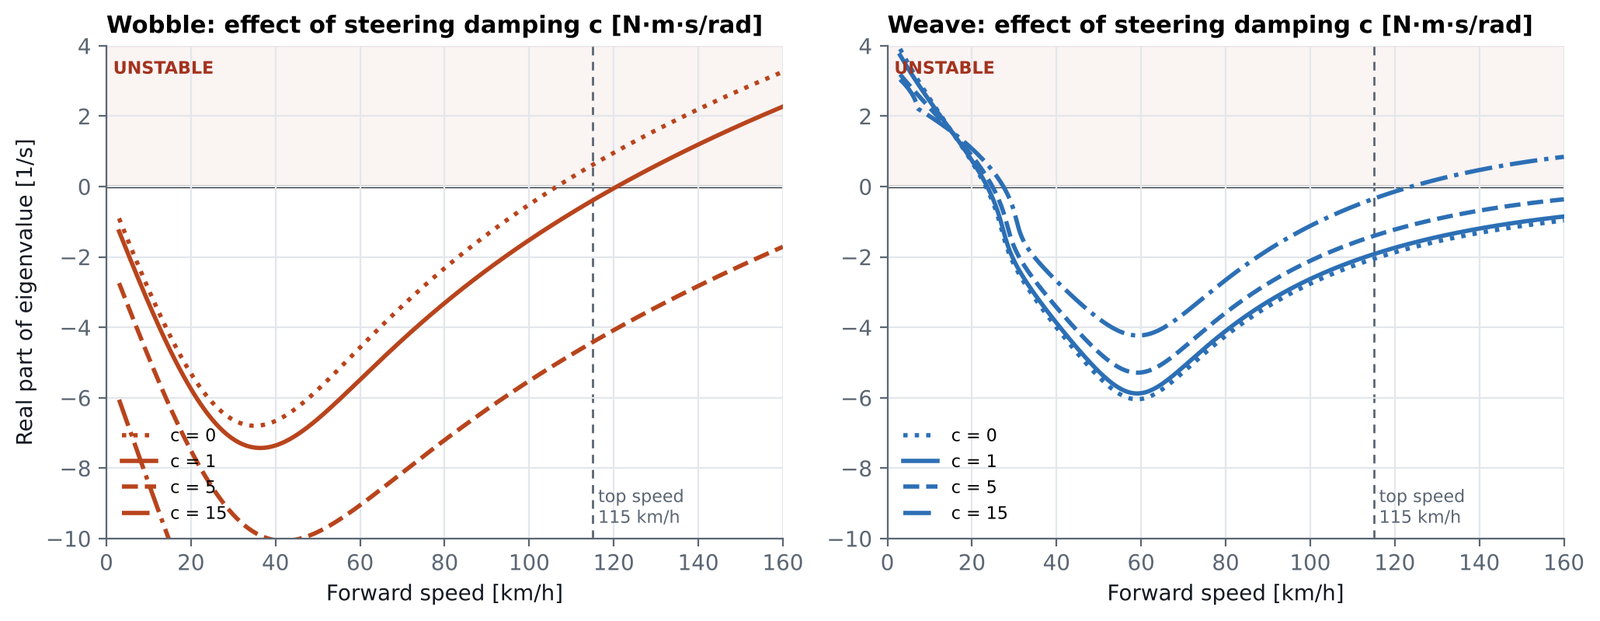 Wobble: effect of steering damping c [N·m·s/rad]
UNSTABLE
4
2
0
−2
−4
−6
−8
−10
Real part of eigenvalue [1/s]
c = 0
c = 1
c = 5
c = 15
top speed
115 km/h
0 20 40 60 80 100 120 140 160
Forward speed [km/h]
Weave: effect of steering damping c [N·m·s/rad]
UNSTABLE
4
2
0
−2
−4
−6
−8
−10
c = 0
c = 1
c = 5
c = 15
top speed
115 km/h
0 20 40 60 80 100 120 140 160
Forward speed [km/h]